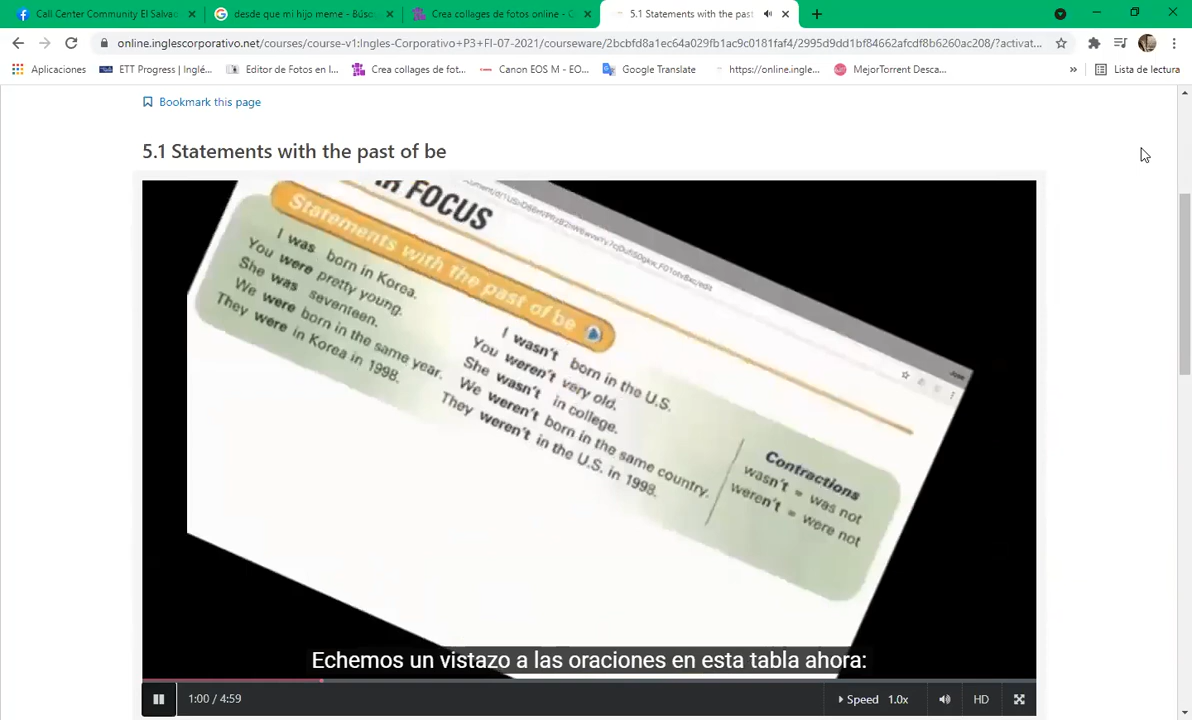 Call Center Community El Salvac
desde que mi hijo meme - Búsc
Crea collages de fotos online - C
5.1 Statements with the past
online.inglescorporativo.net/courses/course-v1:Ingles-Corporativo+P3+FI-07-2021/courseware/2bcbfd8a1ec64a029fb1ac9c0181faf4/2995d9dd1bf84662afcdf8b6260ac208/?activat...
Aplicaciones
ETT Progress | Inglé...
Editor de Fotos en l...
Crea collages de fot...
Canon EOS M - EO...
Google Translate
https://online.ingle...
MejorTorrent Desca...
»
Lista de lectura
Bookmark this page
5.1 Statements with the past of be
FOCUS
Statements with the past of be
I was born in Korea.
You were pretty young.
She was seventeen.
We were born in the same year.
They were in Korea in 1998.
I wasn't born in the U.S.
You weren't very old.
She wasn't in college.
We weren't born in the same country.
They weren't in the U.S. in 1998.
Contractions
wasn't = was not
weren't = were not
Echemos un vistazo a las oraciones en esta tabla ahora:
1:00 / 4:59
Speed 1.0x
HD